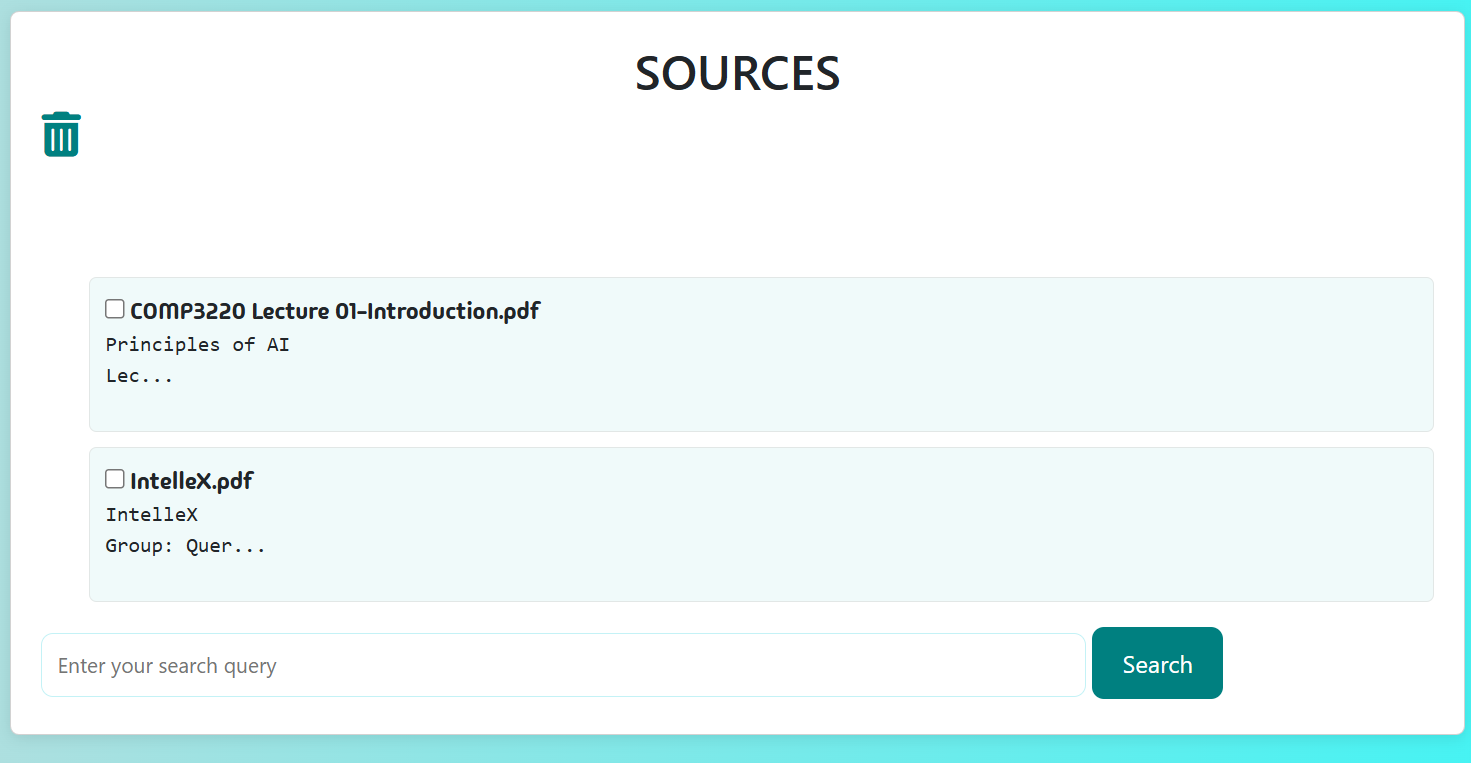 SOURCES
COMP3220 Lecture 01-Introduction.pdf
Principles of AI
Lec...
IntelleX.pdf
IntelleX
Group: Quer...
Enter your search query
Search